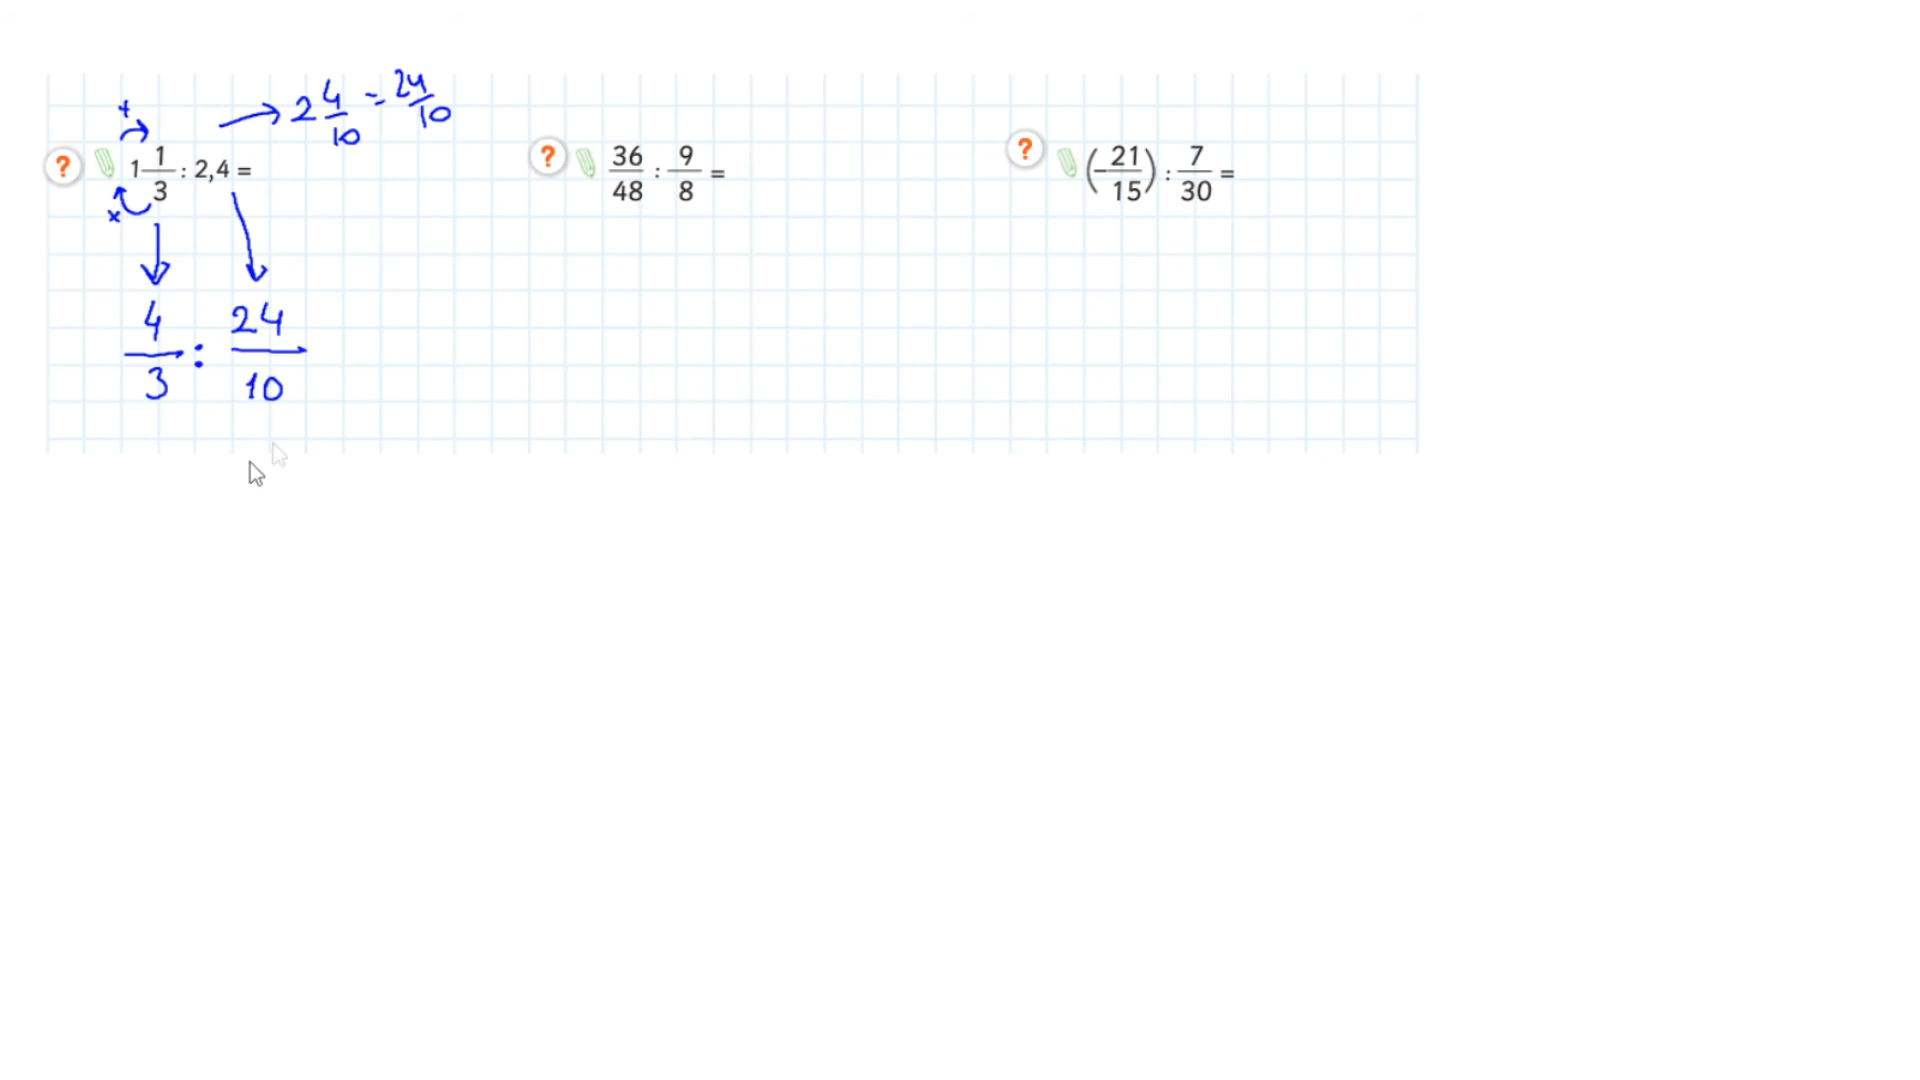 +
→ 2 4/10 = 24/10
? 1 1/3 : 2,4 =
x
4/3 : 24/10
? 36/48 : 9/8 =
? (-21/15) : 7/30 =